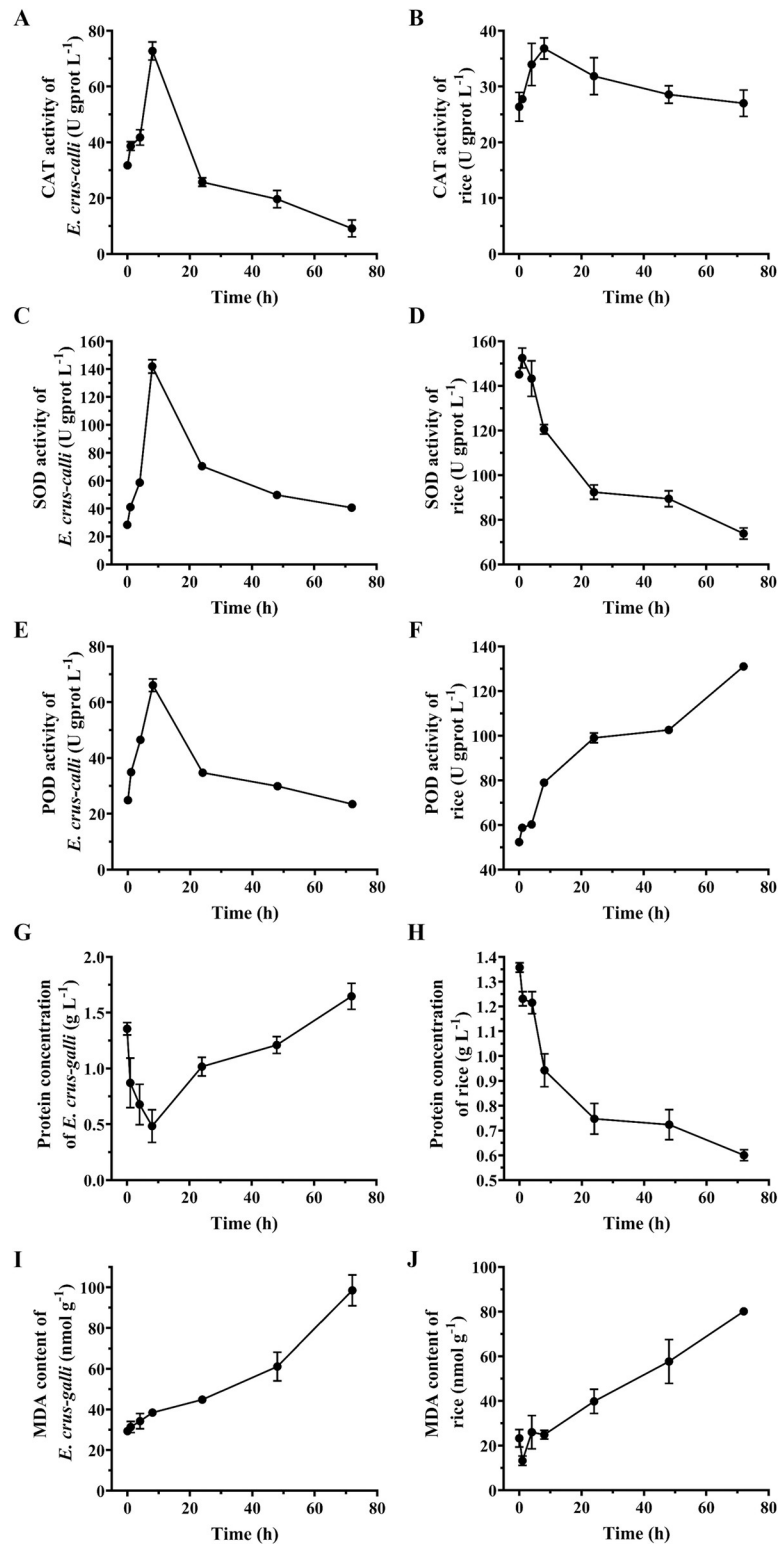 A
CAT activity of
E. crus-calli (U gprot L-1)
80
60
40
20
0
0 20 40 60 80
Time (h)
B
CAT activity of
rice (U gprot L-1)
40
30
20
10
0
0 20 40 60 80
Time (h)
C
SOD activity of
E. crus-calli (U gprot L-1)
160
140
120
100
80
60
40
20
0
0 20 40 60 80
Time (h)
D
SOD activity of
rice (U gprot L-1)
160
140
120
100
80
60
0 20 40 60 80
Time (h)
E
POD activity of
E. crus-calli (U gprot L-1)
80
60
40
20
0
0 20 40 60 80
Time (h)
F
POD activity of
rice (U gprot L-1)
140
120
100
80
60
40
0 20 40 60 80
Time (h)
G
Protein concentration
of E. crus-galli (g L-1)
2.0
1.5
1.0
0.5
0.0
0 20 40 60 80
Time (h)
H
Protein concentration
of rice (g L-1)
1.4
1.3
1.2
1.1
1.0
0.9
0.8
0.7
0.6
0.5
0 20 40 60 80
Time (h)
I
MDA content of
E. crus-galli (nmol g-1)
100
80
60
40
20
0
0 20 40 60 80
Time (h)
J
MDA content of
rice (nmol g-1)
100
80
60
40
20
0
0 20 40 60 80
Time (h)